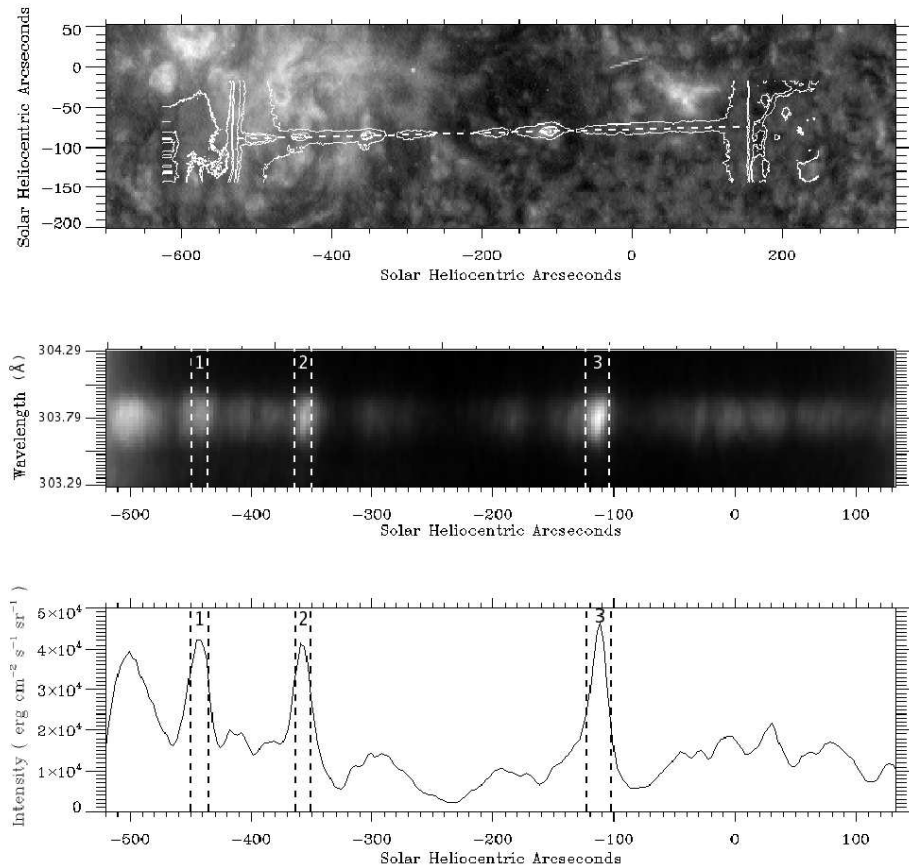 Solar Heliocentric Arcseconds
50
0
−50
−100
−150
−200
−600 −400 −200 0 200
Solar Heliocentric Arcseconds
Wavelength (Å)
304.29
303.79
303.29
1 2 3
−500 −400 −300 −200 −100 0 100
Solar Heliocentric Arcseconds
Intensity ( erg cm⁻² s⁻¹ sr⁻¹ )
5×10⁴
4×10⁴
3×10⁴
2×10⁴
1×10⁴
0
1 2 3
−500 −400 −300 −200 −100 0 100
Solar Heliocentric Arcseconds